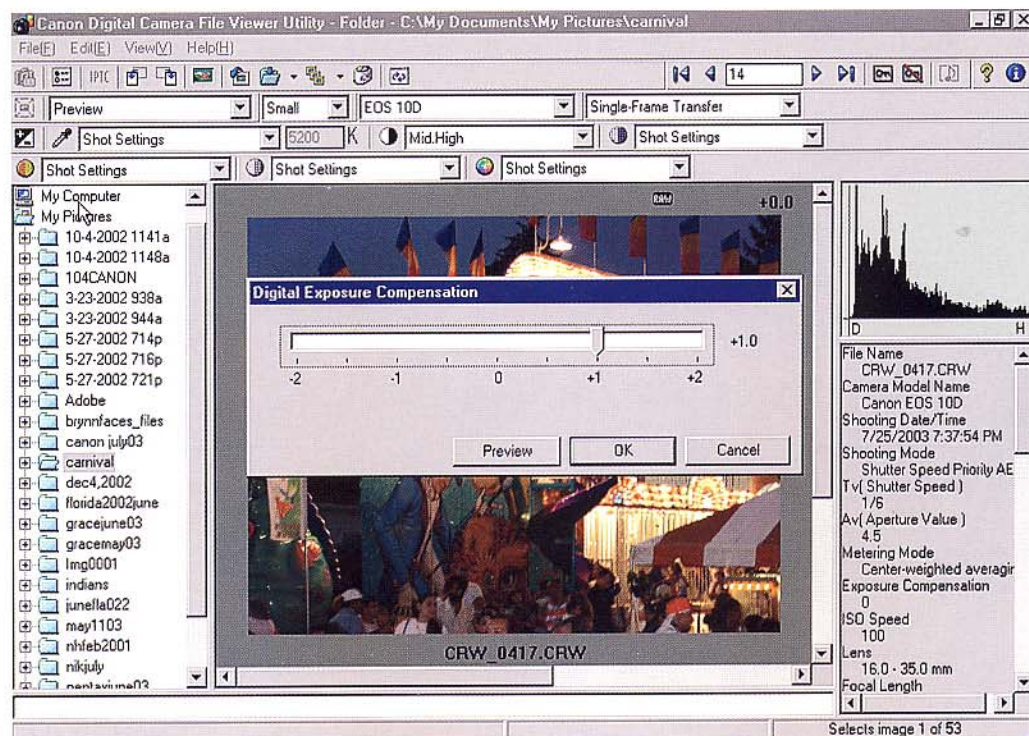 Canon Digital Camera File Viewer Utility - Folder - C:\My Documents\My Pictures\carnival
File(F) Edit(E) View(V) Help(H)
IPTC 14
Preview Small EOS 10D Single-Frame Transfer
Shot Settings 5200 K Mid.High Shot Settings
Shot Settings Shot Settings Shot Settings
My Computer
My Pictures
10-4-2002 1141a
10-4-2002 1148a
104CANON
3-23-2002 938a
3-23-2002 944a
5-27-2002 714p
5-27-2002 716p
5-27-2002 721p
Adobe
brynnfaces_files
canon july03
carnival
dec4,2002
florida2002june
gracejune03
gracemay03
Img0001
indians
junefla022
may1103
nhfeb2001
nikjuly
pentaxjune03
RAW +0.0
Digital Exposure Compensation
+1.0
-2 -1 0 +1 +2
Preview OK Cancel
CRW_0417.CRW
D H
File Name
CRW_0417.CRW
Camera Model Name
Canon EOS 10D
Shooting Date/Time
7/25/2003 7:37:54 PM
Shooting Mode
Shutter Speed Priority AE
Tv( Shutter Speed )
1/6
Av( Aperture Value )
4.5
Metering Mode
Center-weighted averagin
Exposure Compensation
0
ISO Speed
100
Lens
16.0 - 35.0 mm
Focal Length
Selects image 1 of 53